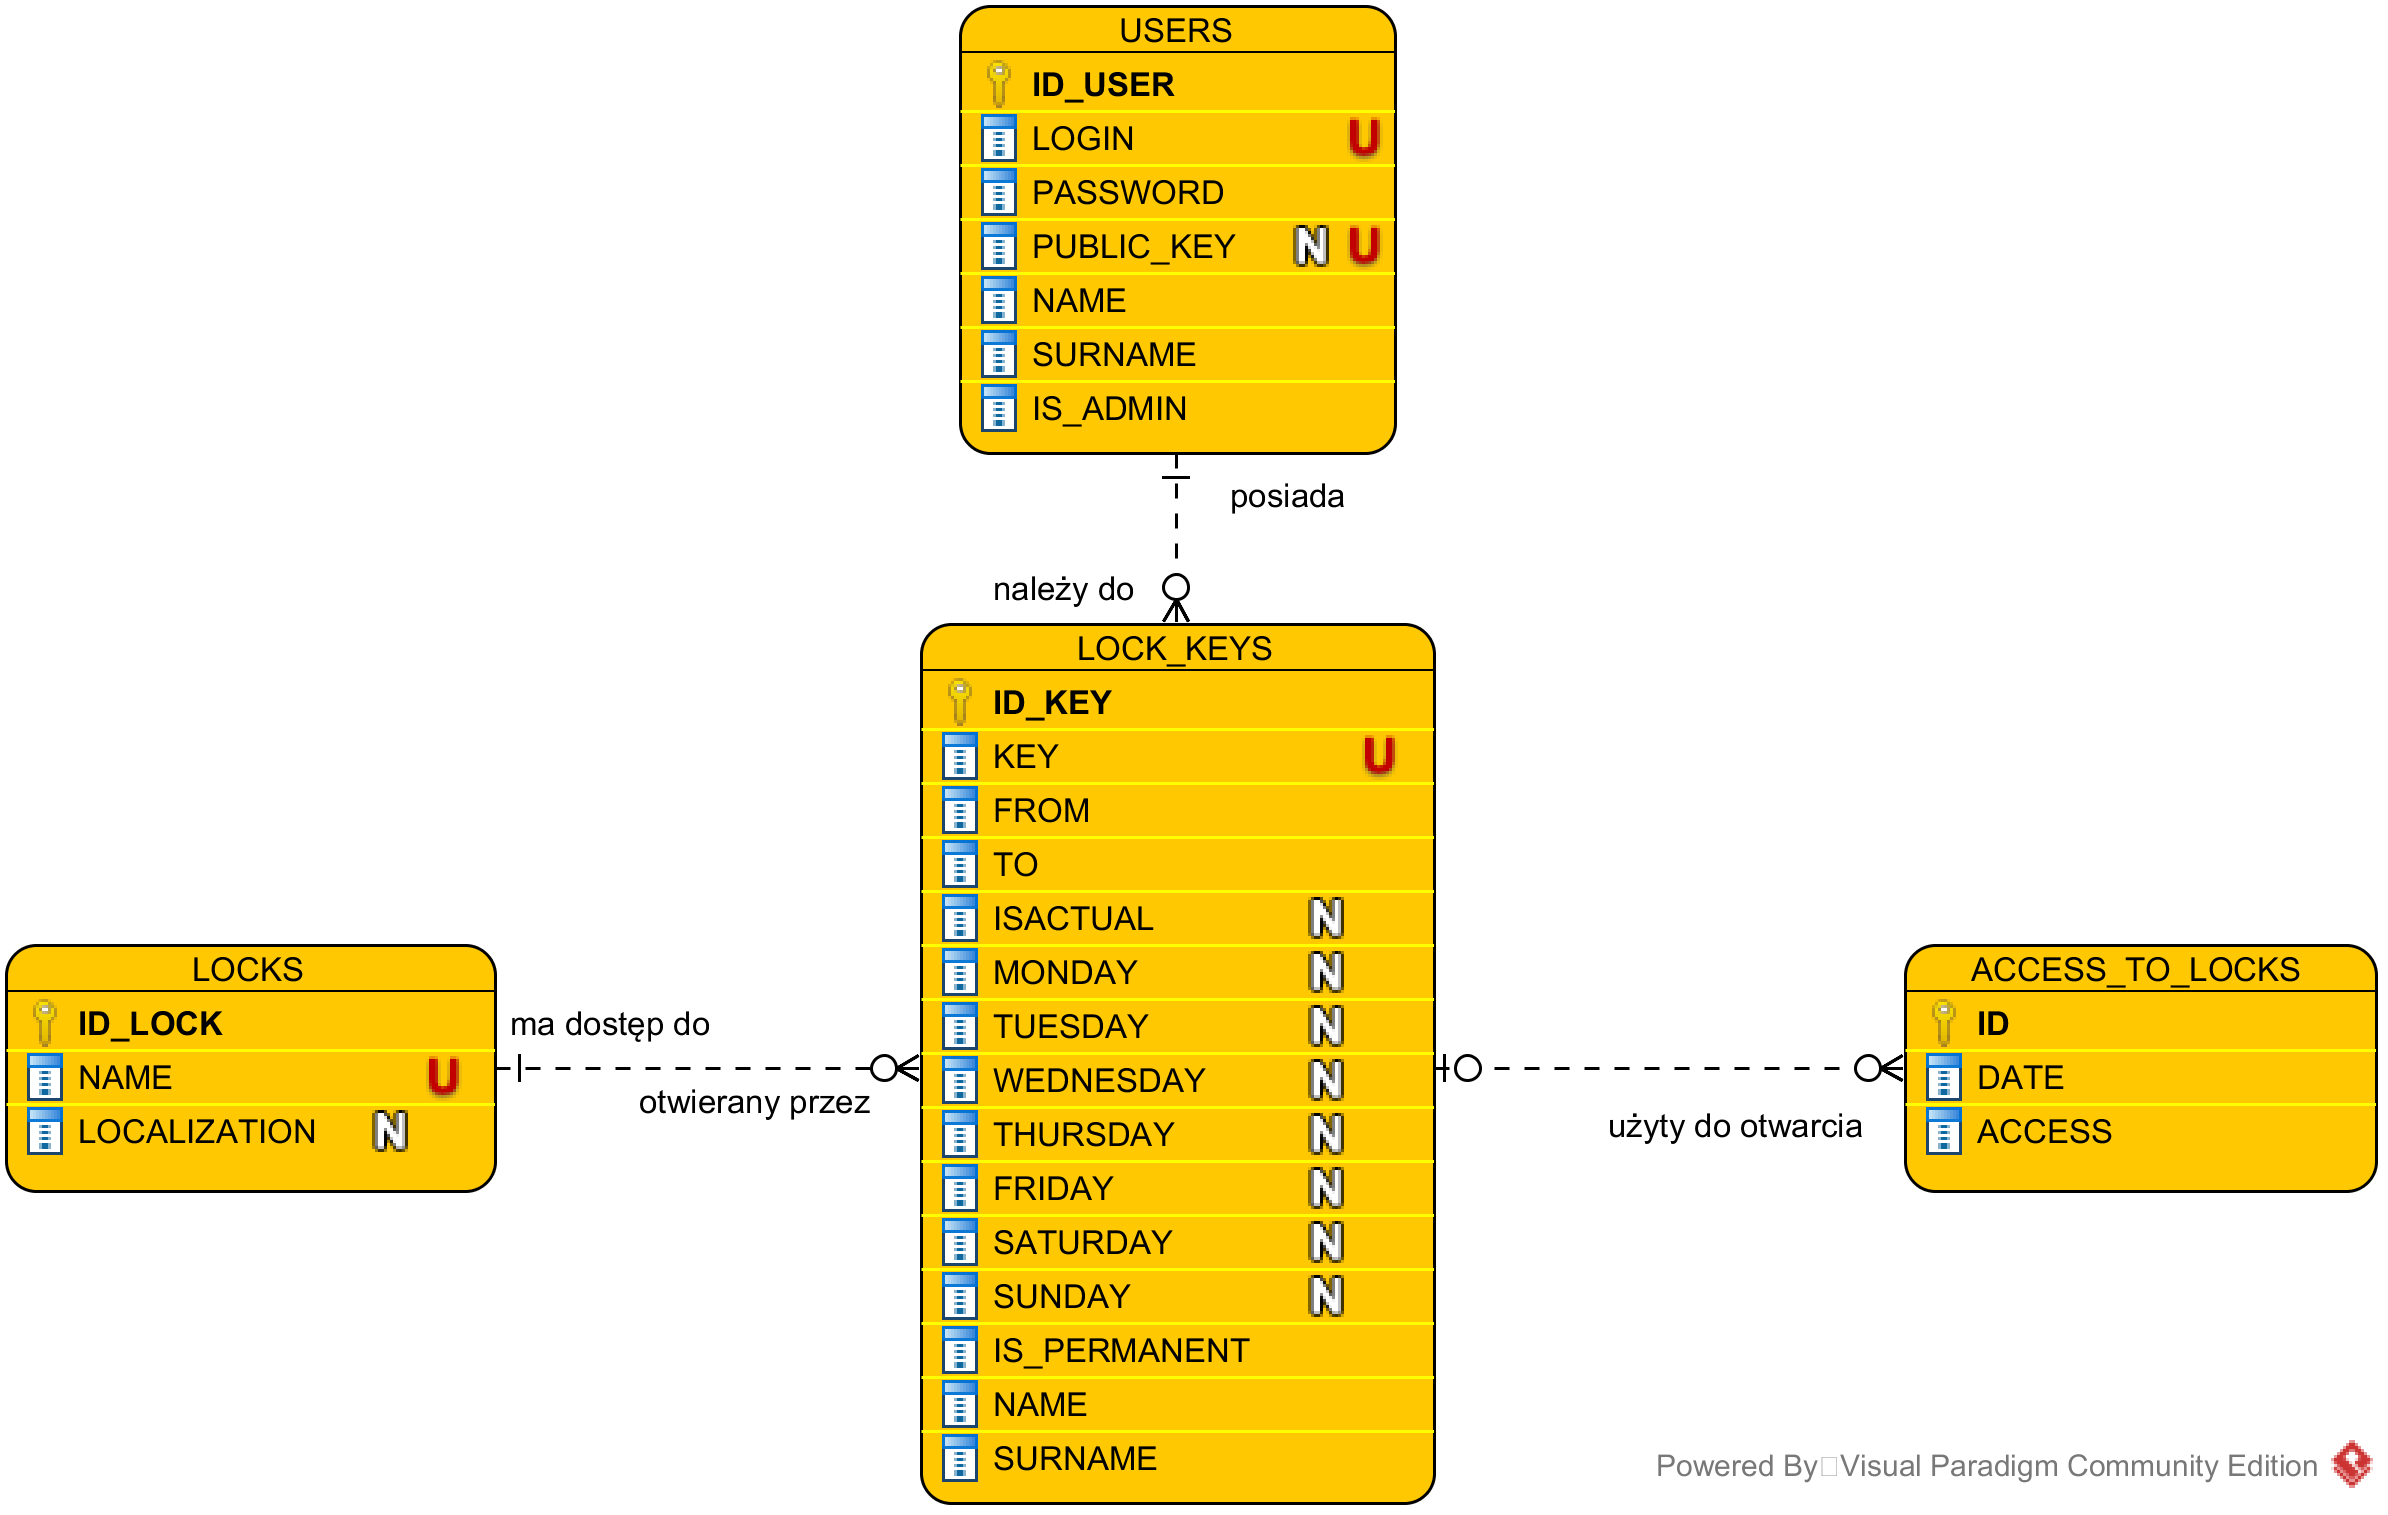 USERS
ID_USER
LOGIN U
PASSWORD
PUBLIC_KEY N U
NAME
SURNAME
IS_ADMIN
posiada
należy do
LOCK_KEYS
ID_KEY
KEY U
FROM
TO
ISACTUAL N
MONDAY N
TUESDAY N
WEDNESDAY N
THURSDAY N
FRIDAY N
SATURDAY N
SUNDAY N
IS_PERMANENT
NAME
SURNAME
LOCKS
ID_LOCK
NAME U
LOCALIZATION N
ma dostęp do
otwierany przez
użyty do otwarcia
ACCESS_TO_LOCKS
ID
DATE
ACCESS
Powered By Visual Paradigm Community Edition